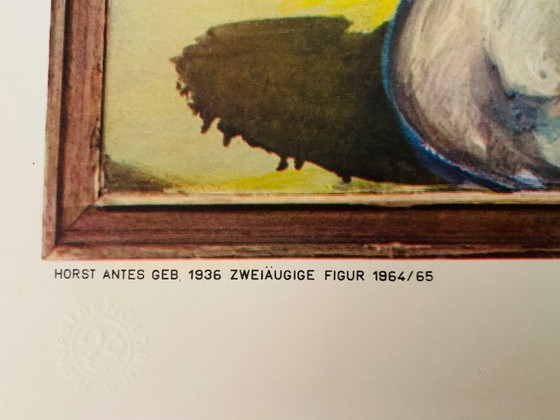 HORST ANTES GEB. 1936 ZWEIÄUGIGE FIGUR 1964/65